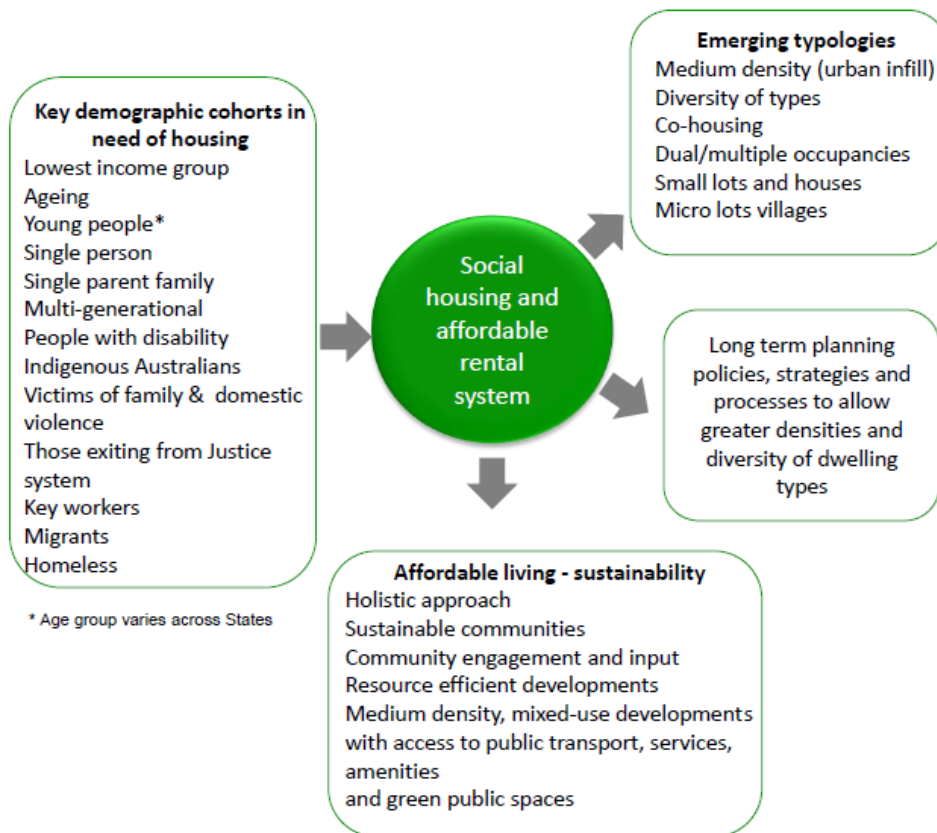 Key demographic cohorts in
need of housing
Lowest income group
Ageing
Young people*
Single person
Single parent family
Multi-generational
People with disability
Indigenous Australians
Victims of family & domestic
violence
Those exiting from Justice
system
Key workers
Migrants
Homeless
* Age group varies across States
Social
housing and
affordable
rental
system
Emerging typologies
Medium density (urban infill)
Diversity of types
Co-housing
Dual/multiple occupancies
Small lots and houses
Micro lots villages
Long term planning
policies, strategies and
processes to allow
greater densities and
diversity of dwelling
types
Affordable living - sustainability
Holistic approach
Sustainable communities
Community engagement and input
Resource efficient developments
Medium density, mixed-use developments
with access to public transport, services,
amenities
and green public spaces